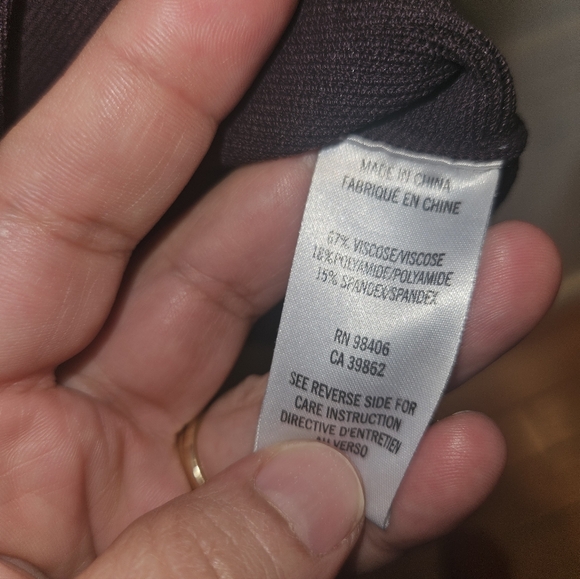 MADE IN CHINA
FABRIQUÉ EN CHINE
67% VISCOSE/VISCOSE
18% POLYAMIDE/POLYAMIDE
15% SPANDEX/SPANDEX
RN 98406
CA 39862
SEE REVERSE SIDE FOR
CARE INSTRUCTION
DIRECTIVE D'ENTRETIEN
AU VERSO